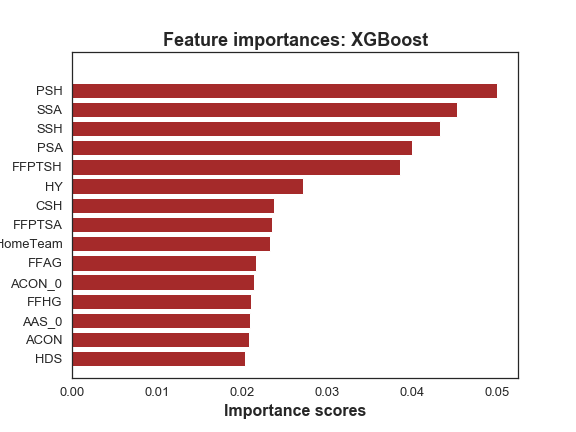 Feature importances: XGBoost
PSH
SSA
SSH
PSA
FFPTSH
HY
CSH
FFPTSA
HomeTeam
FFAG
ACON_0
FFHG
AAS_0
ACON
HDS
0.00 0.01 0.02 0.03 0.04 0.05
Importance scores